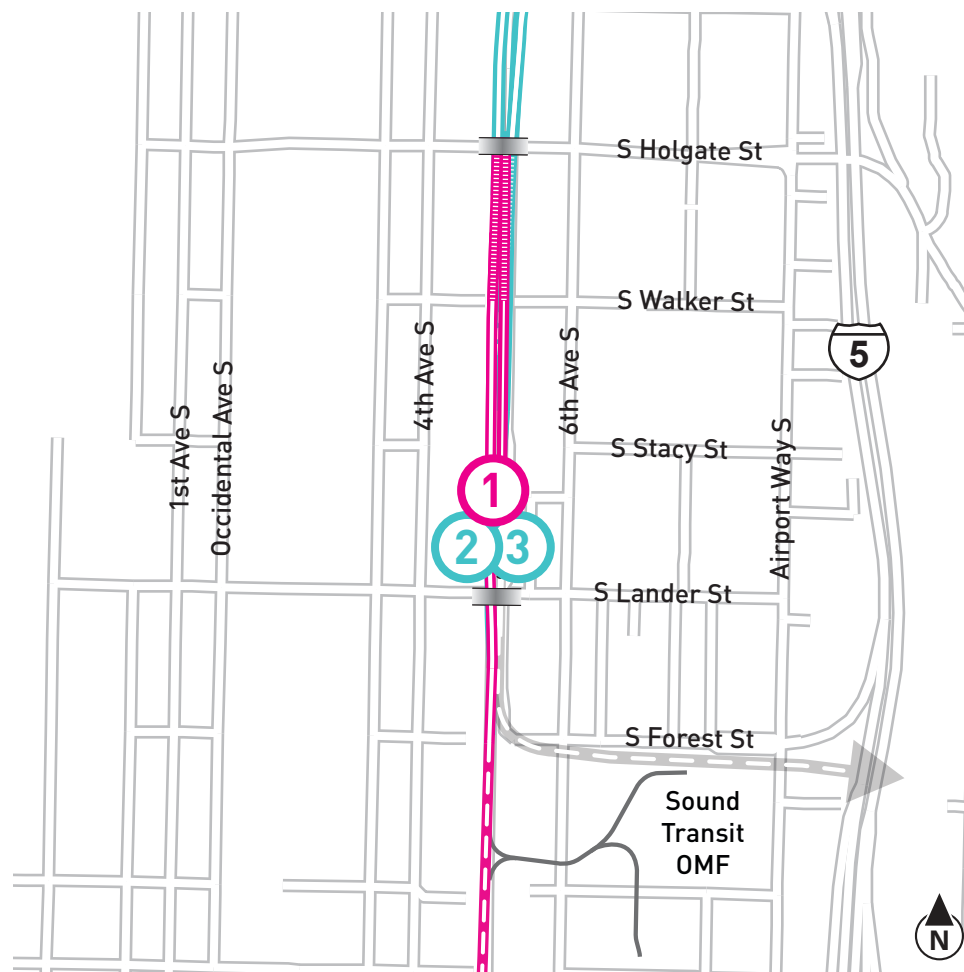 S Holgate St
S Walker St
5
4th Ave S
6th Ave S
Occidental Ave S
1st Ave S
Airport Way S
S Stacy St
1
2
3
S Lander St
S Forest St
Sound
Transit
OMF
N